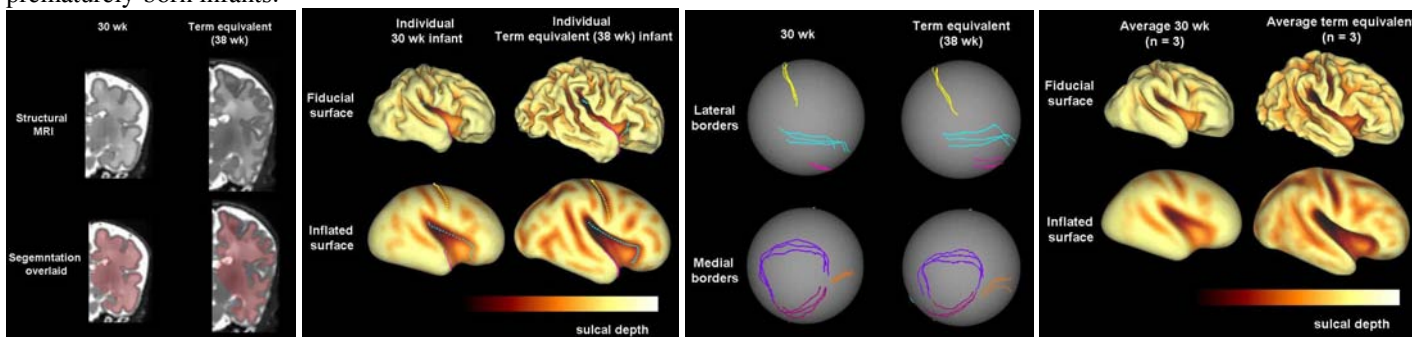 prematurely-born infants.
30 wk
Term equivalent
(38 wk)
Structural
MRI
Segemntation
overlaid
Individual
30 wk infant
Individual
Term equivalent (38 wk) infant
Fiducial
surface
Inflated
surface
sulcal depth
30 wk
Term equivalent
(38 wk)
Lateral
borders
Medial
borders
Average 30 wk
(n = 3)
Average term equivalent
(n = 3)
Fiducial
surface
Inflated
surface
sulcal depth